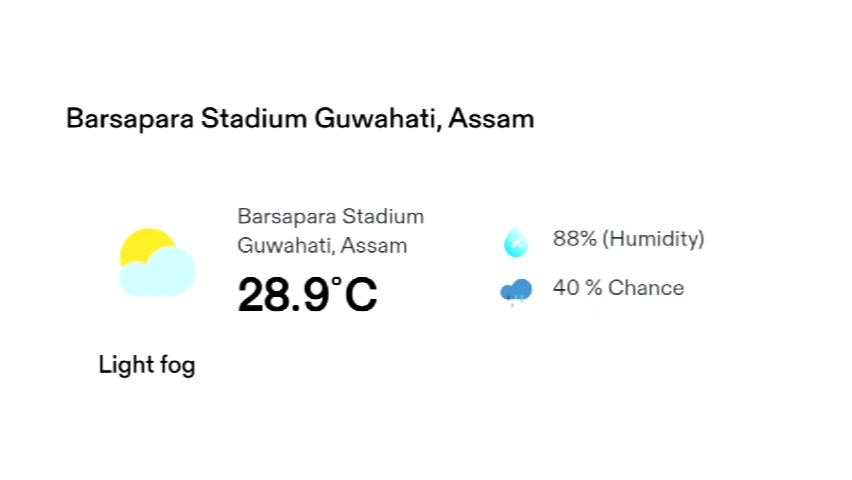 Barsapara Stadium Guwahati, Assam
Barsapara Stadium
Guwahati, Assam
28.9°C
Light fog
88% (Humidity)
40 % Chance